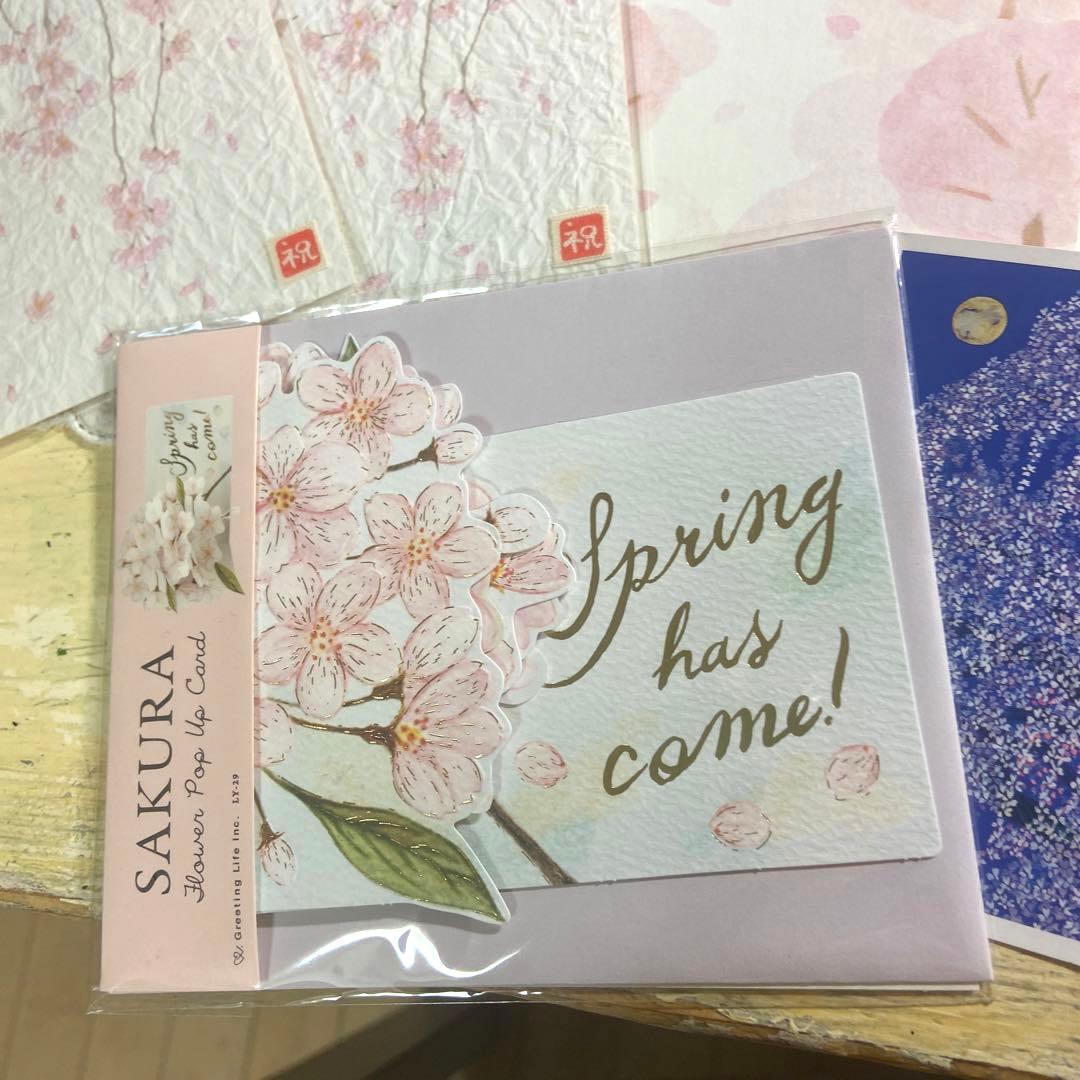 祝
祝
Spring
has
come!
Spring
has
come!
SAKURA
Flower Pop Up Card
Greeting Life Inc. LY-29